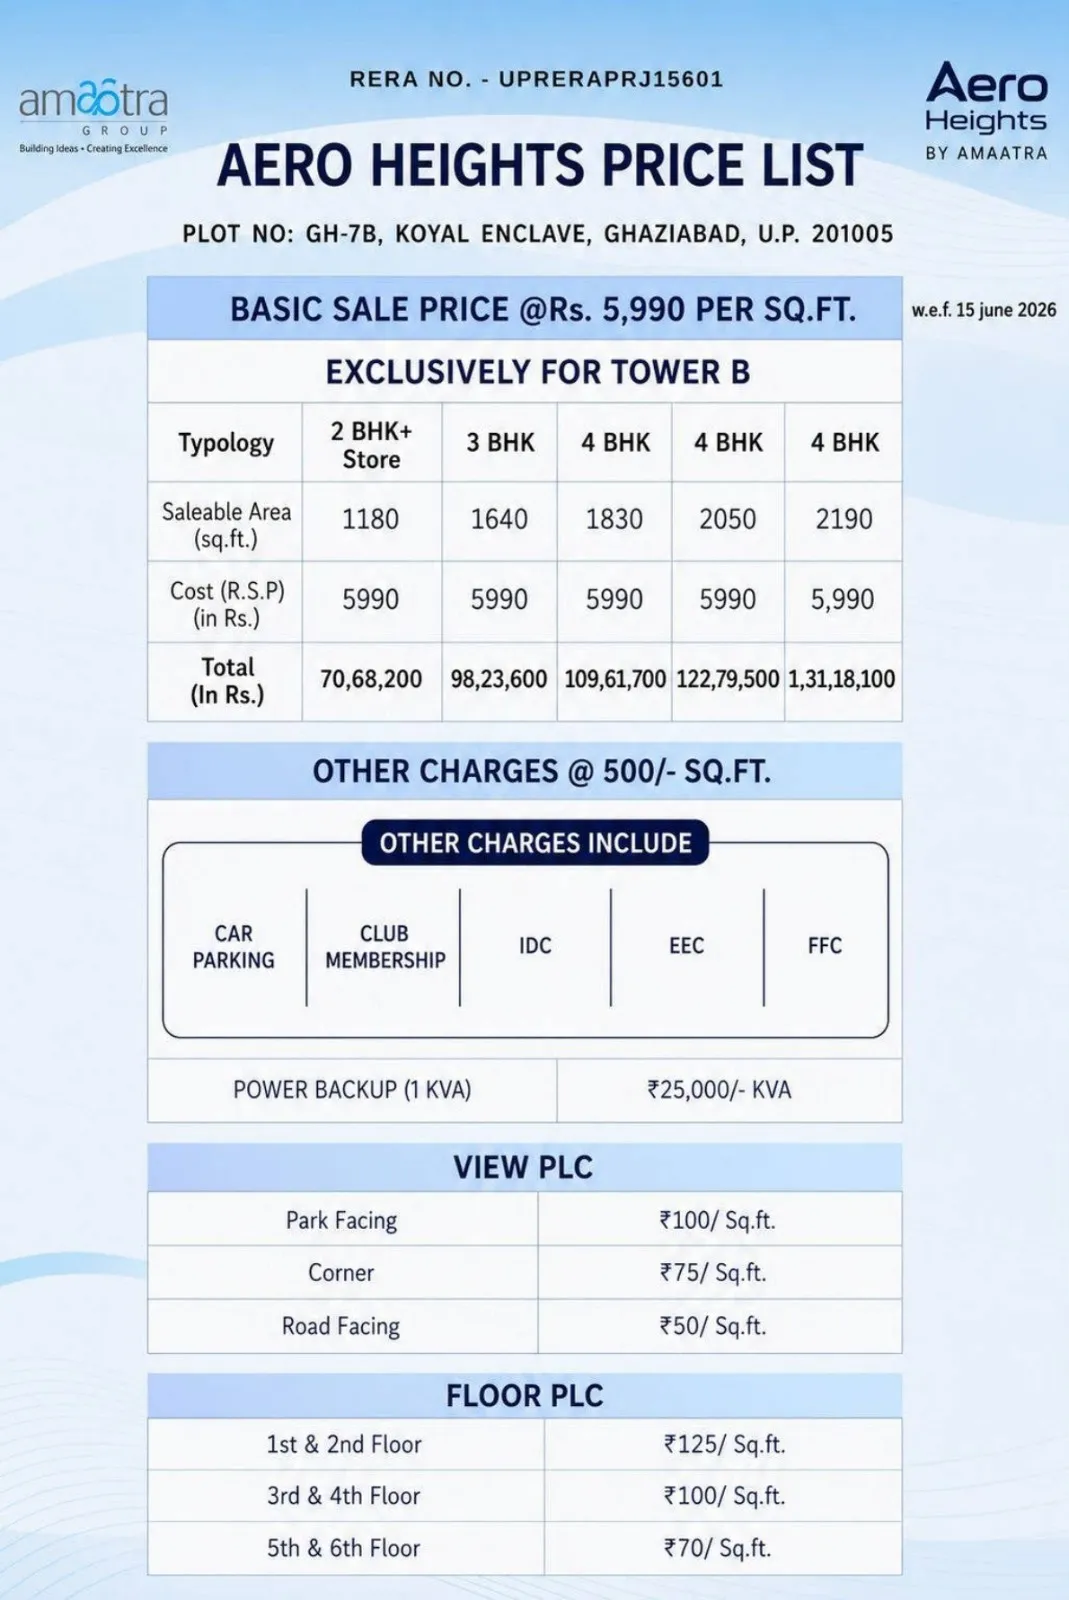 RERA NO. - UPRERAPRJ15601
amaatra
GROUP
Building Ideas • Creating Excellence
Aero
Heights
BY AMAATRA
AERO HEIGHTS PRICE LIST
PLOT NO: GH-7B, KOYAL ENCLAVE, GHAZIABAD, U.P. 201005
BASIC SALE PRICE @Rs. 5,990 PER SQ.FT.
w.e.f. 15 june 2026
EXCLUSIVELY FOR TOWER B
Typology 2 BHK+ Store 3 BHK 4 BHK 4 BHK 4 BHK
Saleable Area (sq.ft.) 1180 1640 1830 2050 2190
Cost (R.S.P) (in Rs.) 5990 5990 5990 5990 5,990
Total (In Rs.) 70,68,200 98,23,600 109,61,700 122,79,500 1,31,18,100
OTHER CHARGES @ 500/- SQ.FT.
OTHER CHARGES INCLUDE
CAR PARKING CLUB MEMBERSHIP IDC EEC FFC
POWER BACKUP (1 KVA) ₹25,000/- KVA
VIEW PLC
Park Facing ₹100/ Sq.ft.
Corner ₹75/ Sq.ft.
Road Facing ₹50/ Sq.ft.
FLOOR PLC
1st & 2nd Floor ₹125/ Sq.ft.
3rd & 4th Floor ₹100/ Sq.ft.
5th & 6th Floor ₹70/ Sq.ft.